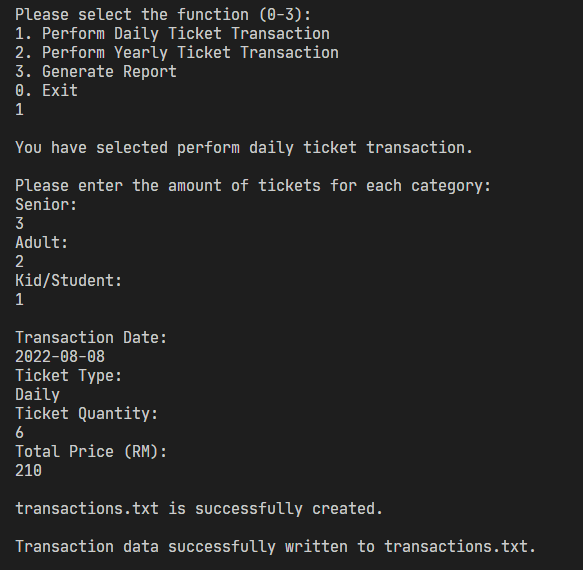 Please select the function (0-3):
1. Perform Daily Ticket Transaction
2. Perform Yearly Ticket Transaction
3. Generate Report
0. Exit
1
You have selected perform daily ticket transaction.
Please enter the amount of tickets for each category:
Senior:
3
Adult:
2
Kid/Student:
1
Transaction Date:
2022-08-08
Ticket Type:
Daily
Ticket Quantity:
6
Total Price (RM):
210
transactions.txt is successfully created.
Transaction data successfully written to transactions.txt.